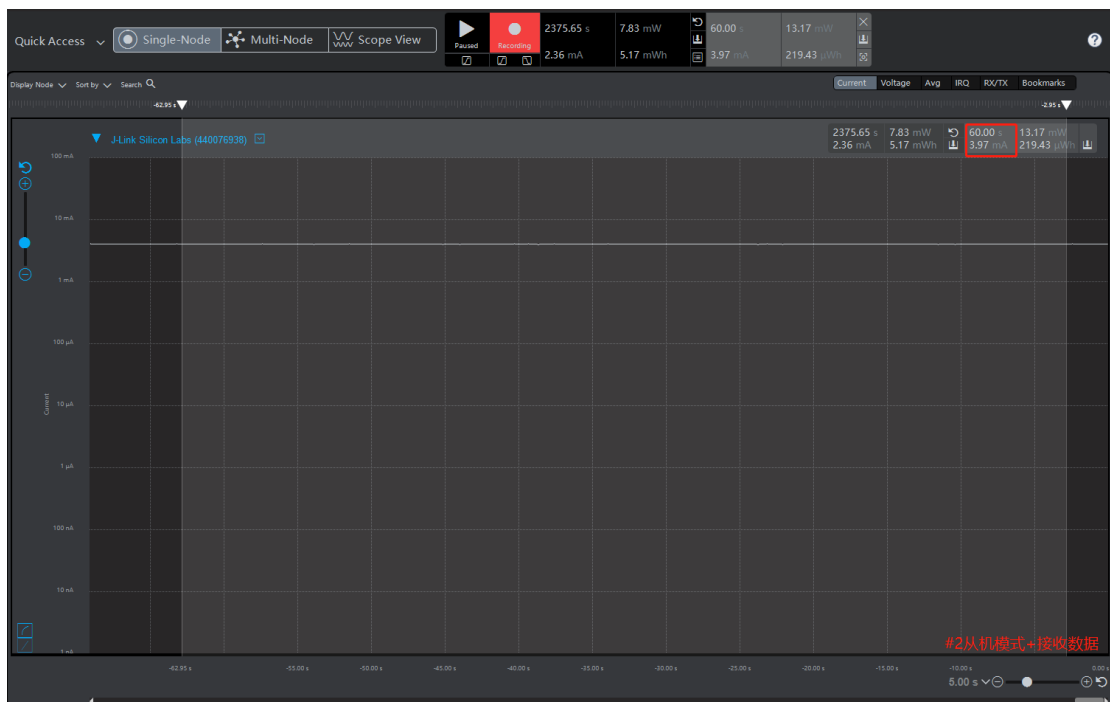 Quick Access Single-Node Multi-Node Scope View
Paused Recording
2375.65 s 7.83 mW 60.00 s 13.17 mW
2.36 mA 5.17 mWh 3.97 mA 219.43 µWh
Display Node Sort by Search
Current Voltage Avg IRQ RX/TX Bookmarks
-62.95 s -2.95 s
J-Link Silicon Labs (440076938)
2375.65 s 7.83 mW 60.00 s 13.17 mW
2.36 mA 5.17 mWh 3.97 mA 219.43 µWh
100 mA
10 mA
1 mA
100 µA
Current
10 µA
1 µA
100 nA
10 nA
1 nA
#2从机模式+接收数据
-62.95 s -55.00 s -50.00 s -45.00 s -40.00 s -35.00 s -30.00 s -25.00 s -20.00 s -15.00 s -10.00 s 0.00 s
5.00 s